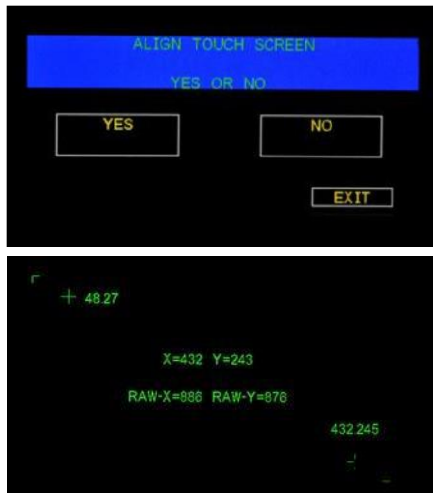 ALIGN TOUCH SCREEN
YES OR NO
YES
NO
EXIT
48.27
X=432 Y=243
RAW-X=886 RAW-Y=876
432.245